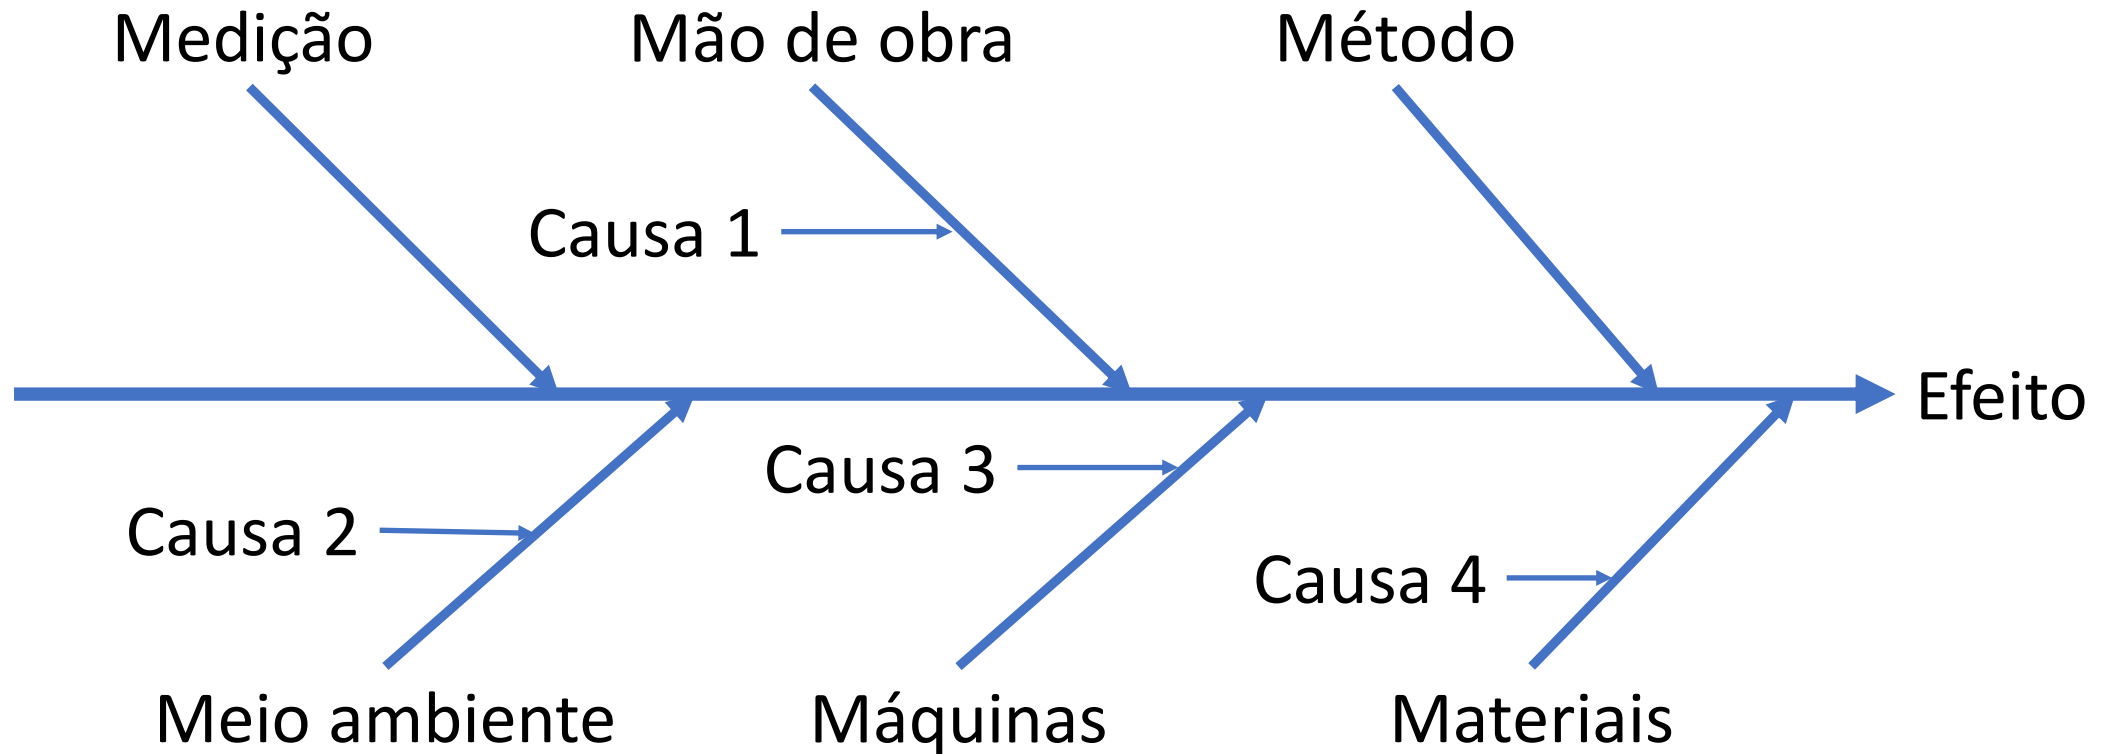 Medição
Mão de obra
Método
Causa 1
Efeito
Causa 3
Causa 2
Causa 4
Meio ambiente
Máquinas
Materiais